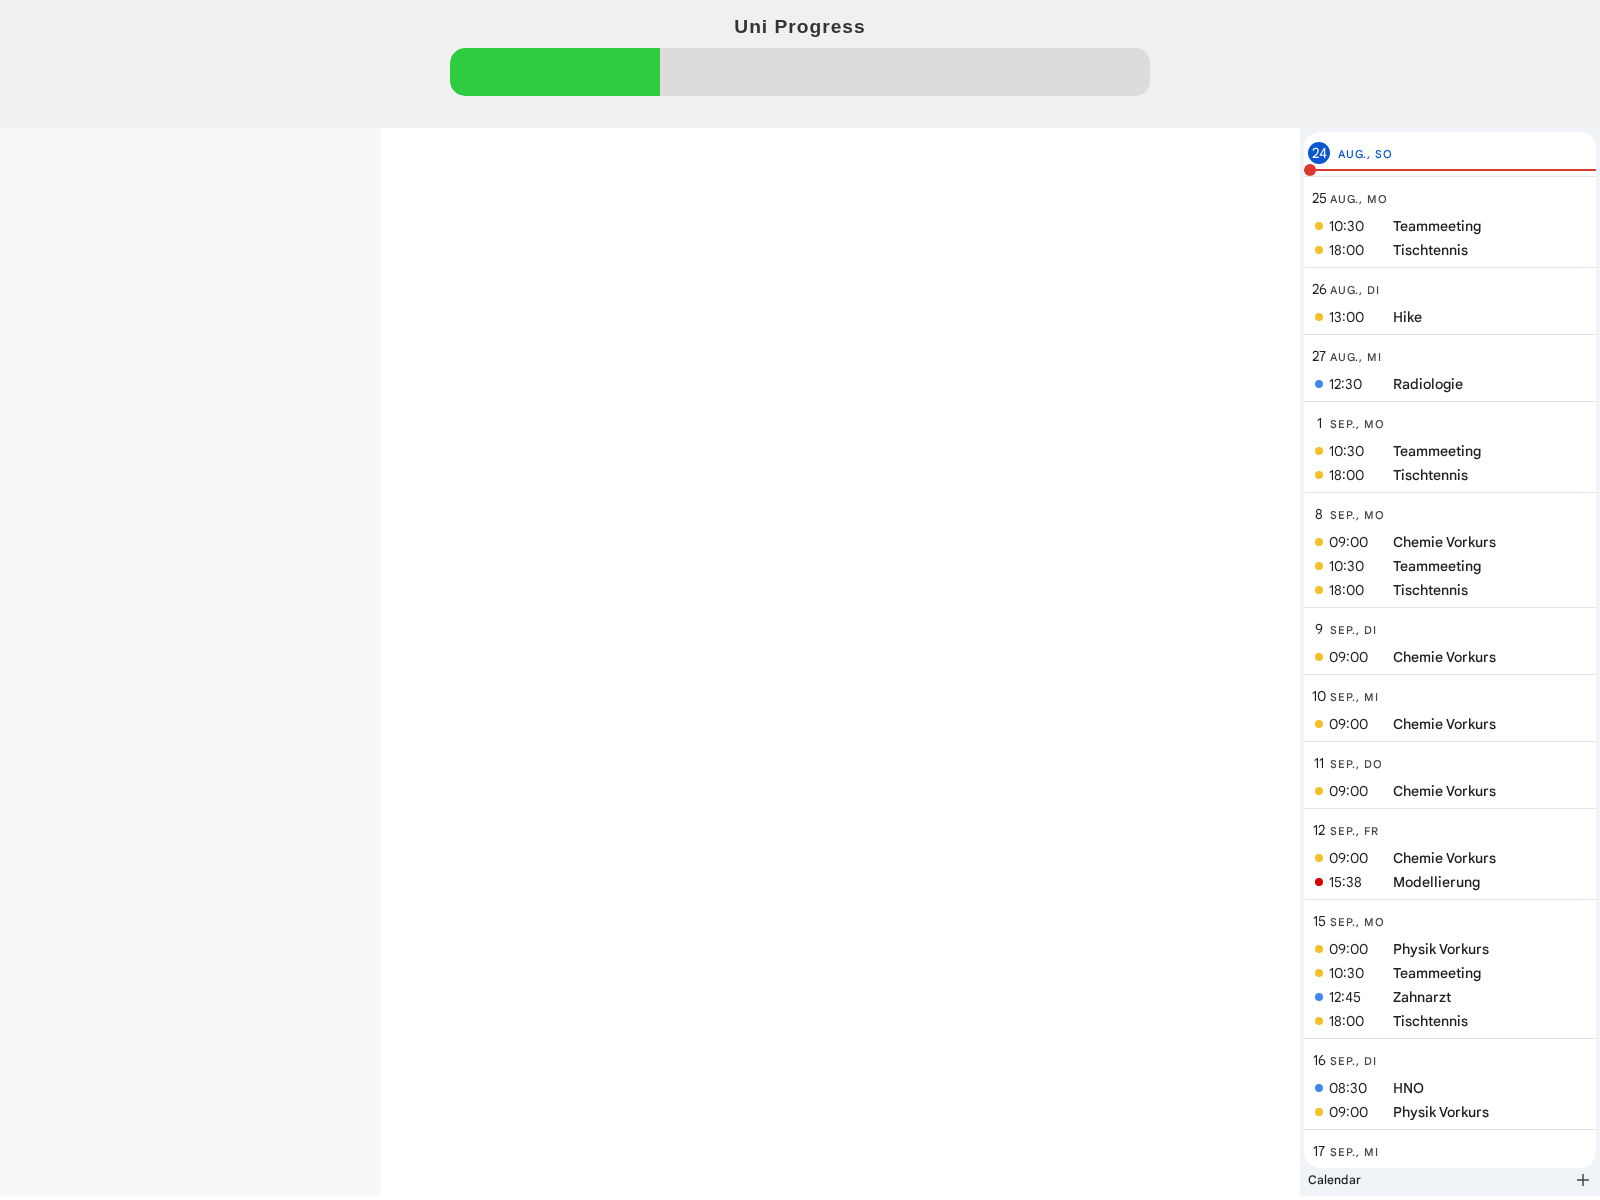 Uni Progress
24 AUG., SO
25 AUG., MO
10:30 Teammeeting
18:00 Tischtennis
26 AUG., DI
13:00 Hike
27 AUG., MI
12:30 Radiologie
1 SEP., MO
10:30 Teammeeting
18:00 Tischtennis
8 SEP., MO
09:00 Chemie Vorkurs
10:30 Teammeeting
18:00 Tischtennis
9 SEP., DI
09:00 Chemie Vorkurs
10 SEP., MI
09:00 Chemie Vorkurs
11 SEP., DO
09:00 Chemie Vorkurs
12 SEP., FR
09:00 Chemie Vorkurs
15:38 Modellierung
15 SEP., MO
09:00 Physik Vorkurs
10:30 Teammeeting
12:45 Zahnarzt
18:00 Tischtennis
16 SEP., DI
08:30 HNO
09:00 Physik Vorkurs
17 SEP., MI
Calendar